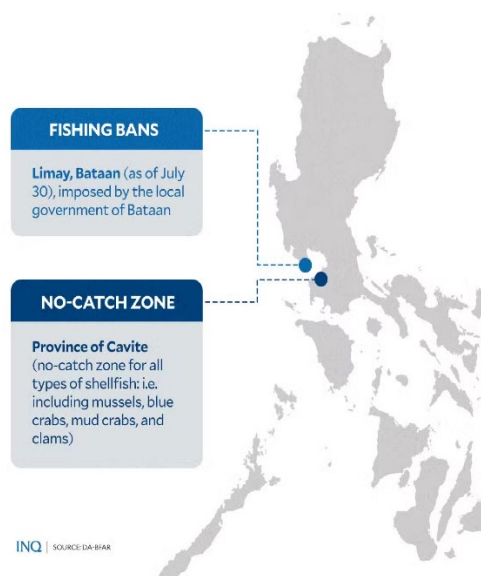 FISHING BANS
Limay, Bataan (as of July
30), imposed by the local
government of Bataan
NO-CATCH ZONE
Province of Cavite
(no-catch zone for all
types of shellfish: i.e.
including mussels, blue
crabs, mud crabs, and
clams)
INQ | SOURCE: DA-BFAR